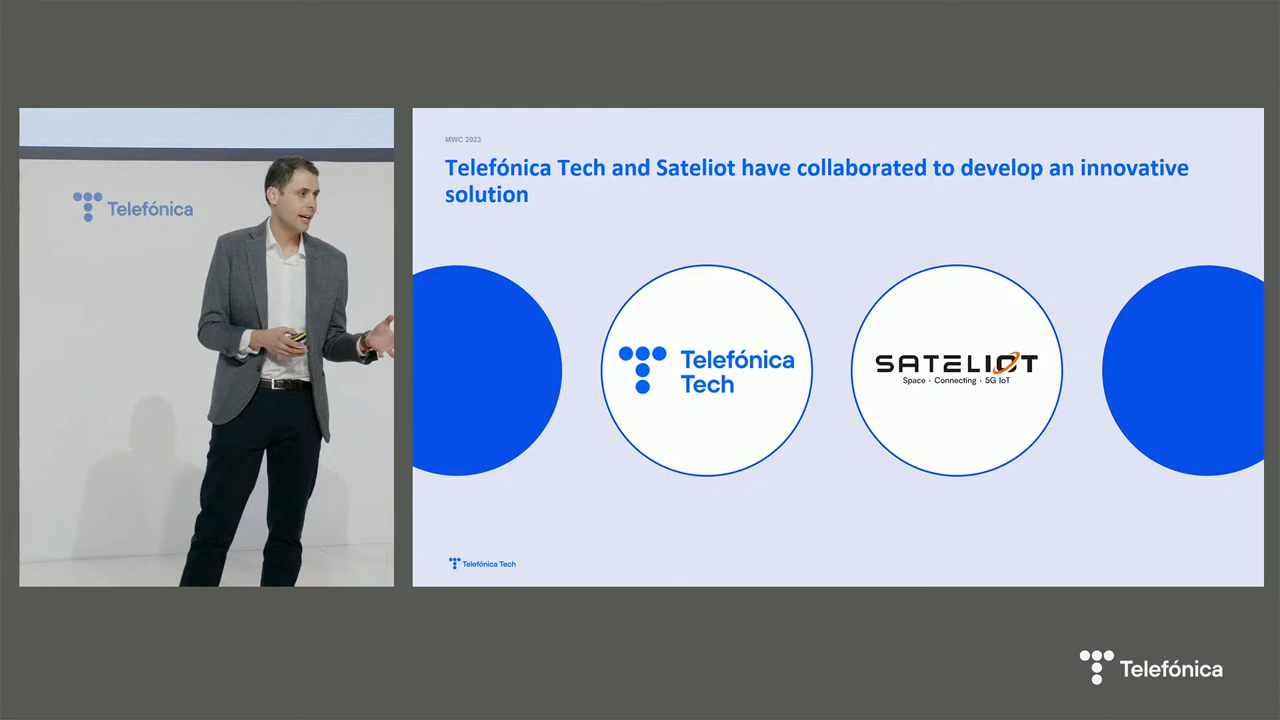 Telefónica
MWC 2023
Telefónica Tech and Sateliot have collaborated to develop an innovative
solution
Telefónica
Tech
SATELIOT
Space · Connecting · 5G IoT
Telefónica Tech
Telefónica